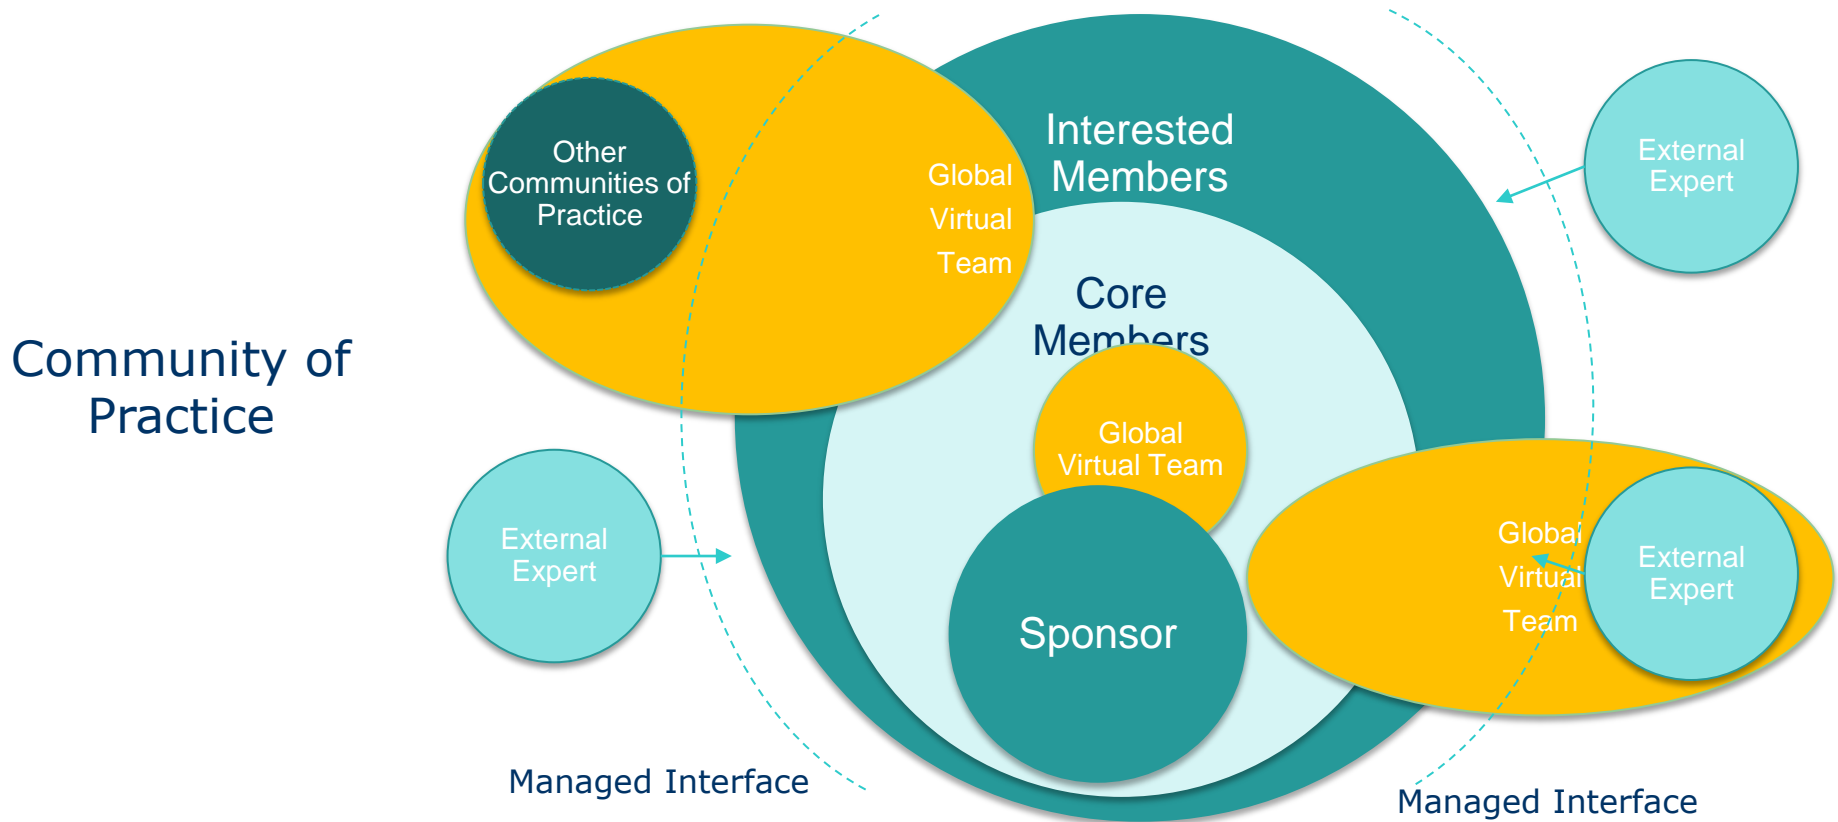 Community of
Practice
Other
Communities of
Practice
Global
Virtual
Team
Interested
Members
External
Expert
Core
Members
Global
Virtual Team
External
Expert
Sponsor
Global
Virtual
Team
External
Expert
Managed Interface
Managed Interface